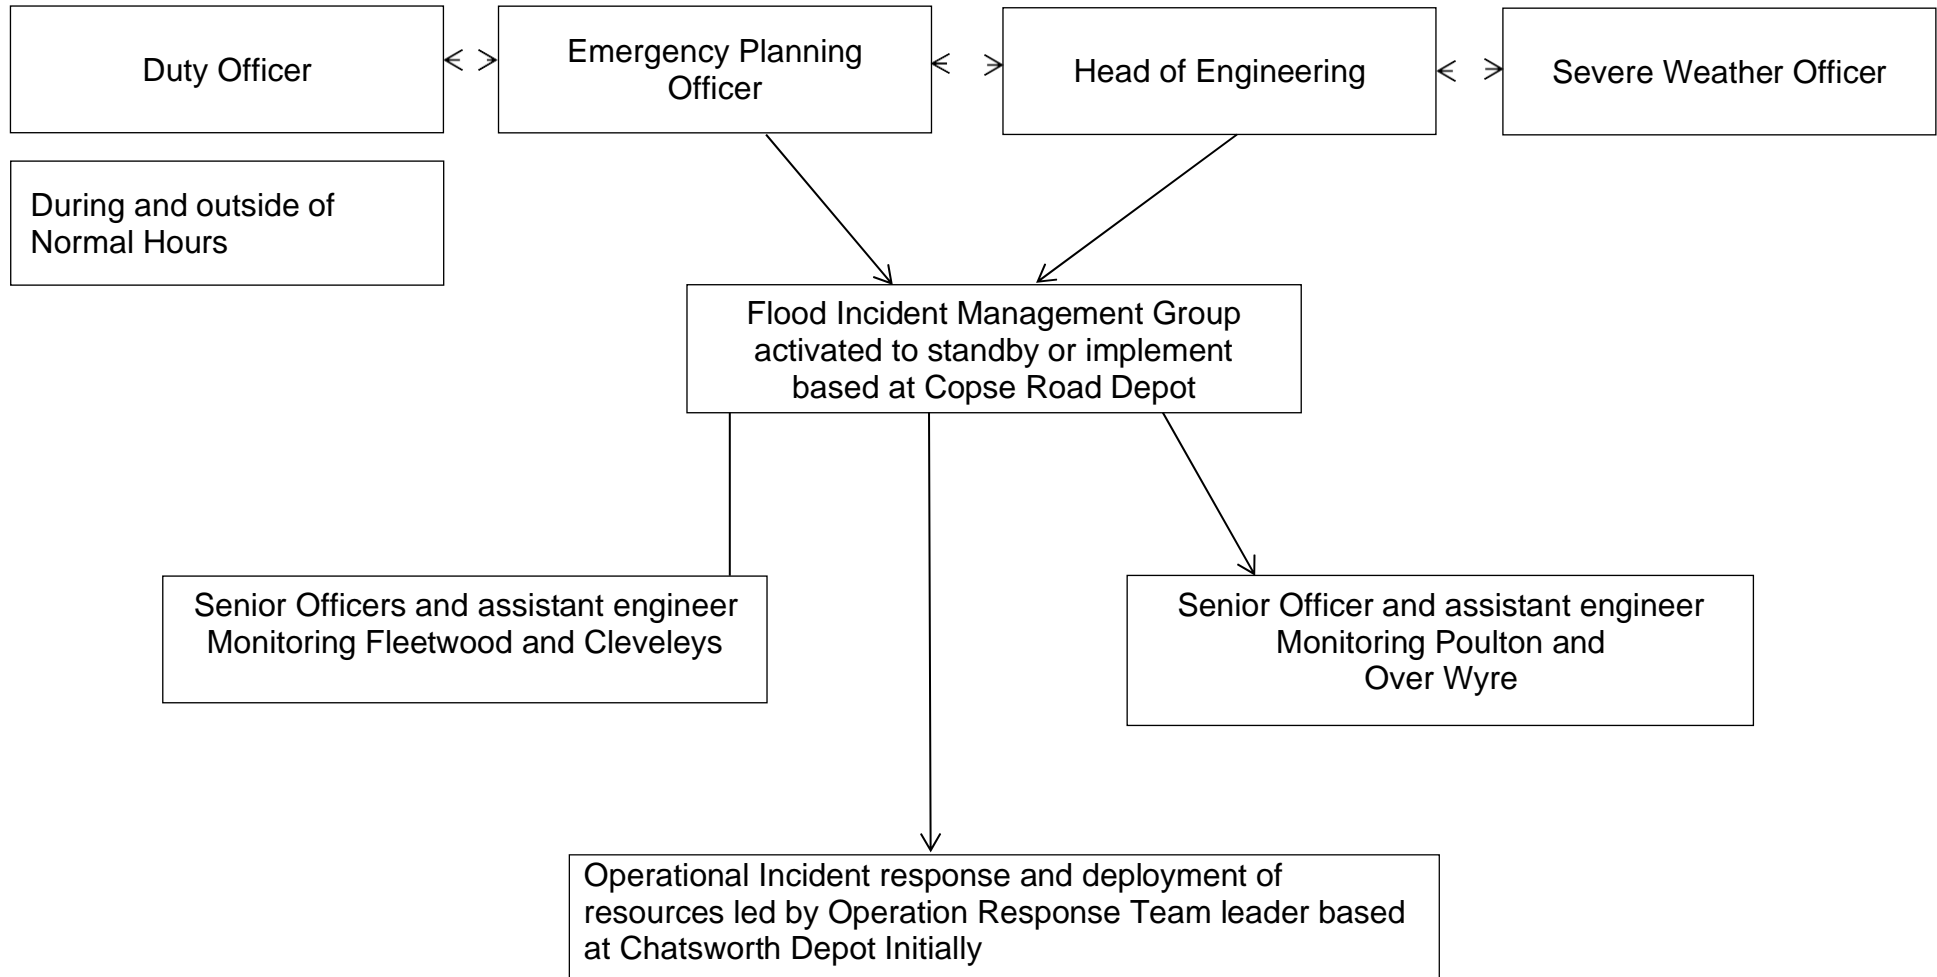 Duty Officer
Emergency Planning
Officer
Head of Engineering
Severe Weather Officer
During and outside of
Normal Hours
Flood Incident Management Group
activated to standby or implement
based at Copse Road Depot
Senior Officers and assistant engineer
Monitoring Fleetwood and Cleveleys
Senior Officer and assistant engineer
Monitoring Poulton and
Over Wyre
Operational Incident response and deployment of
resources led by Operation Response Team leader based
at Chatsworth Depot Initially